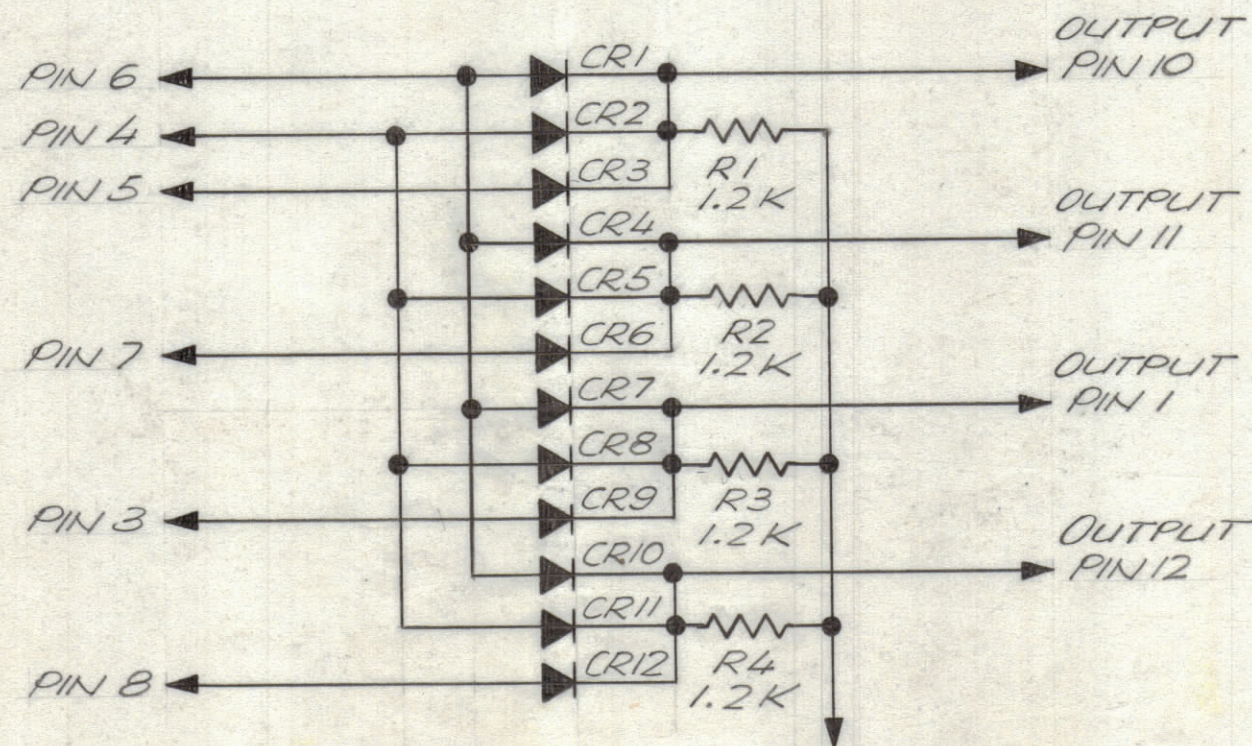 OUTPUT
PIN 6
CR1
PIN 10
PIN 4
CR2
PIN 5
CR3
R1
1.2K
CR4
OUTPUT
PIN 11
CR5
PIN 7
CR6
R2
1.2K
CR7
OUTPUT
PIN 1
CR8
PIN 3
CR9
R3
1.2K
CR10
OUTPUT
PIN 12
CR11
PIN 8
CR12
R4
1.2K